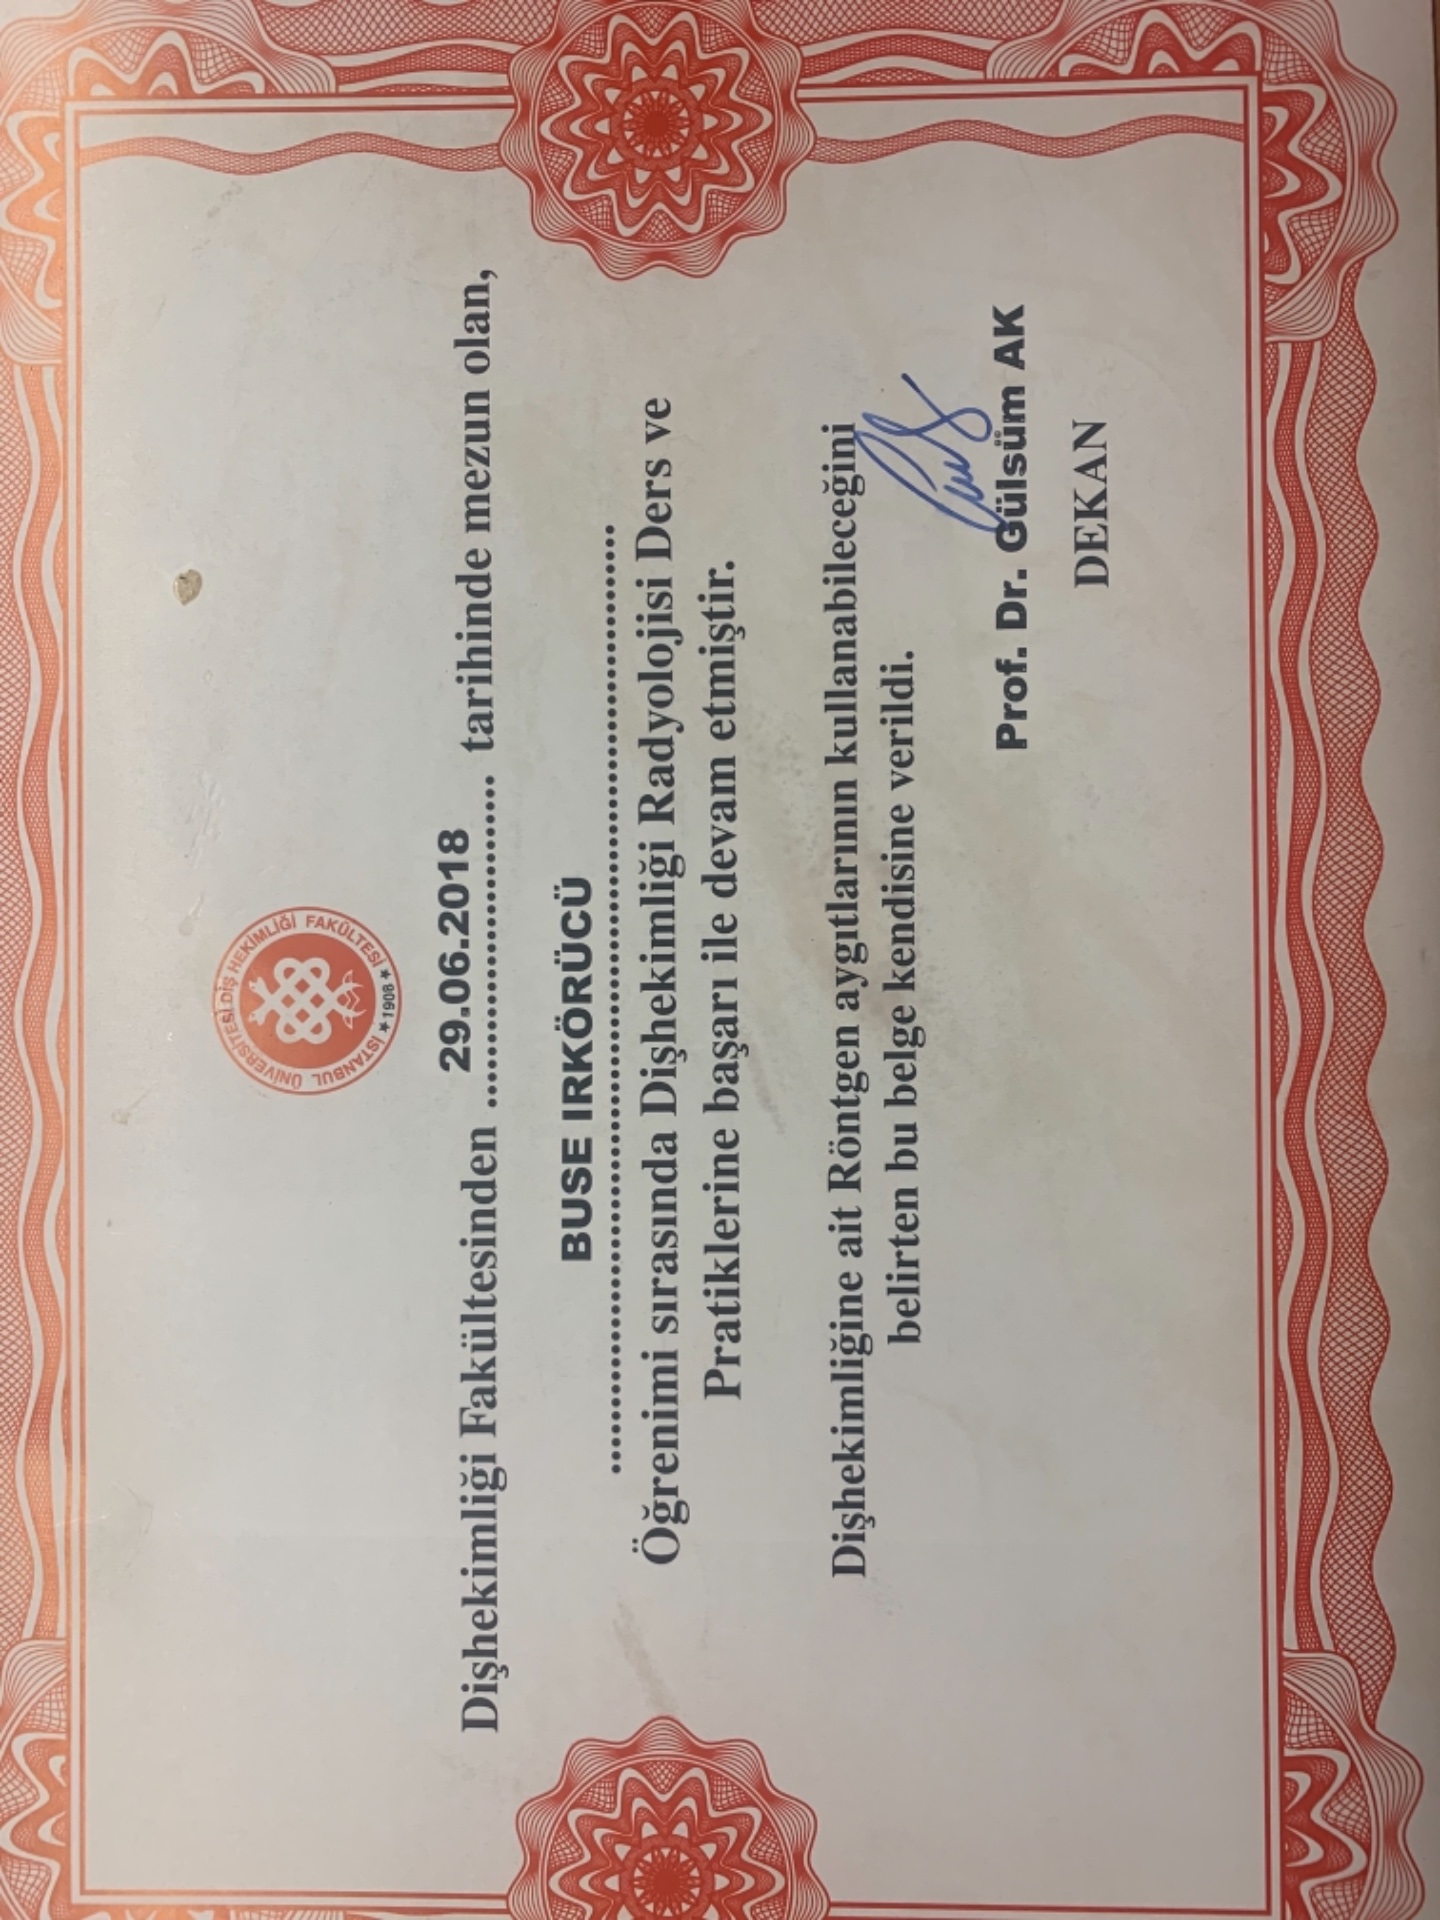 İSTANBUL ÜNİVERSİTESİ DİŞ HEKİMLİĞİ FAKÜLTESİ
★1908★
29.06.2018
Dişhekimliği Fakültesinden .................................. tarihinde mezun olan,
BUSE IRKÖRÜCÜ
................................................................................
Öğrenimi sırasında Dişhekimliği Radyolojisi Ders ve
Pratiklerine başarı ile devam etmiştir.
Dişhekimliğine ait Röntgen aygıtlarının kullanabileceğini
belirten bu belge kendisine verildi.
Prof. Dr. Gülsüm AK
DEKAN